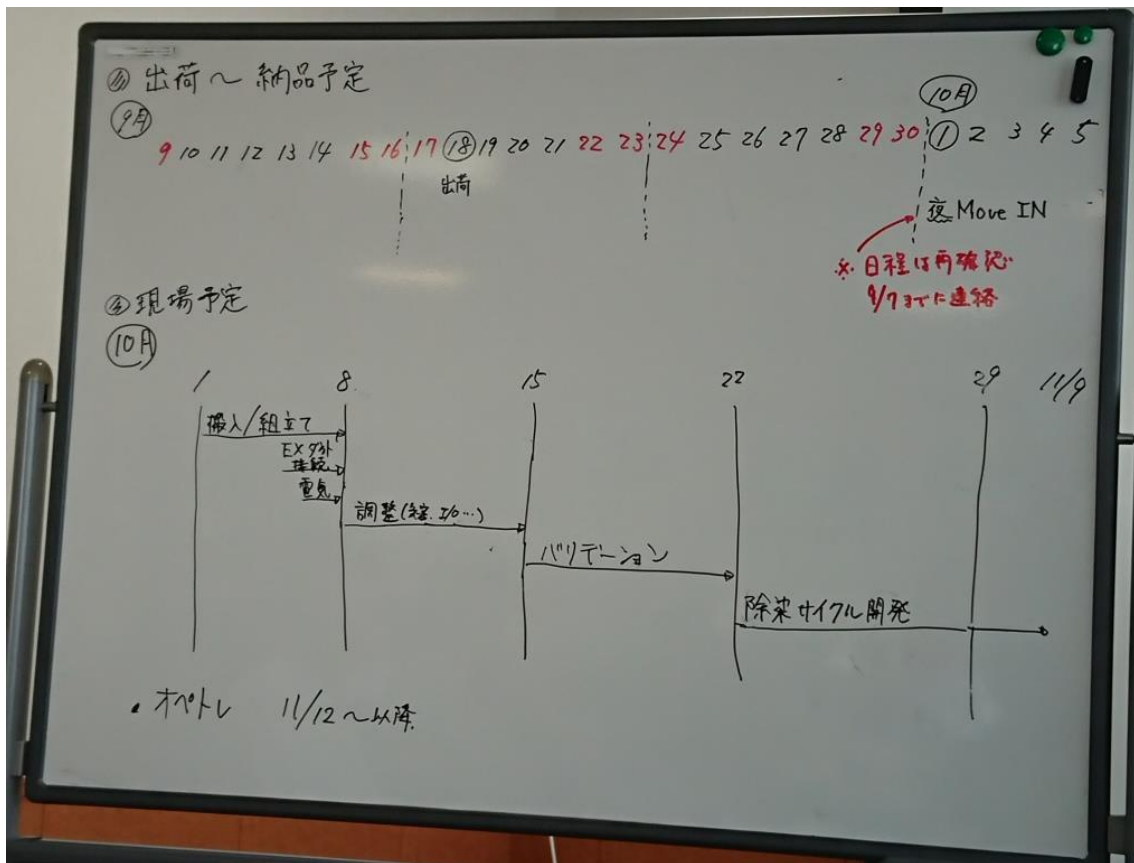 出荷〜納品予定
9月 10月
9 10 11 12 13 14 15 16 17 18 19 20 21 22 23 24 25 26 27 28 29 30 1 2 3 4 5
出荷
夜 Move IN
※ 日程は再確認
9/7までに連絡
現場予定
10月
1 8 15 22 29 11/9
搬入/組立て
EXダクト
接続
電気
調整( I/O…)
バリデーション
除染サイクル開発
・オペトレ 11/12〜以降